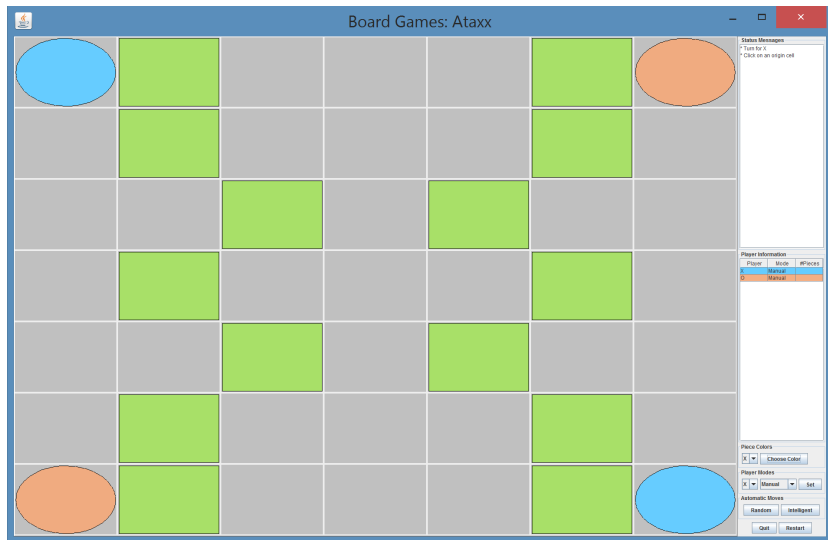 Board Games: Ataxx
Status Messages
* Turn for X
* Click on an origin cell
Player Information
Player Mode #Pieces
X Manual
O Manual
Piece Colors
X Choose Color
Player Modes
X Manual Set
Automatic Moves
Random Intelligent
Quit Restart